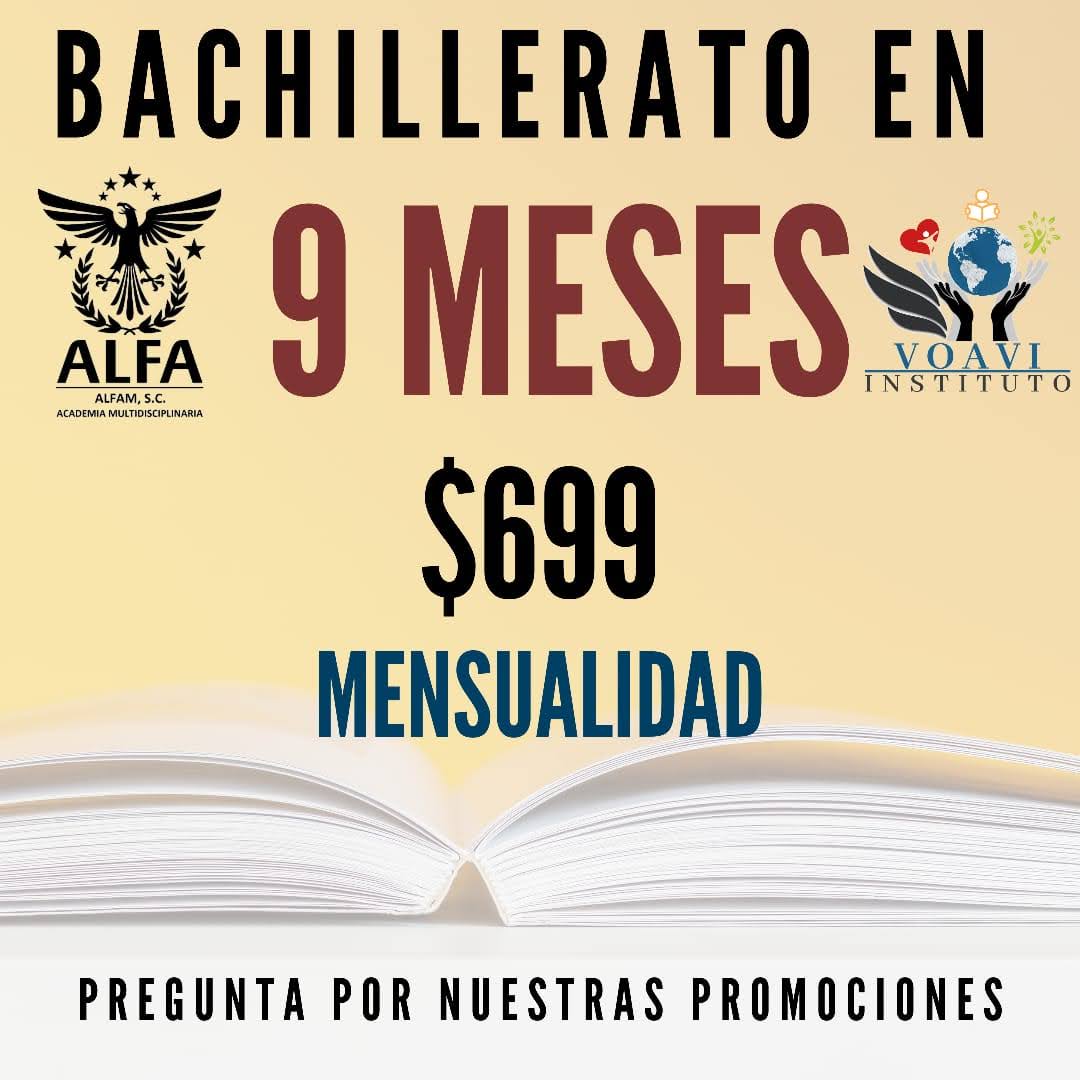 BACHILLERATO EN
9 MESES
ALFA
ALFAM, S.C.
ACADEMIA MULTIDISCIPLINARIA
VOAVI
INSTITUTO
$699
MENSUALIDAD
PREGUNTA POR NUESTRAS PROMOCIONES